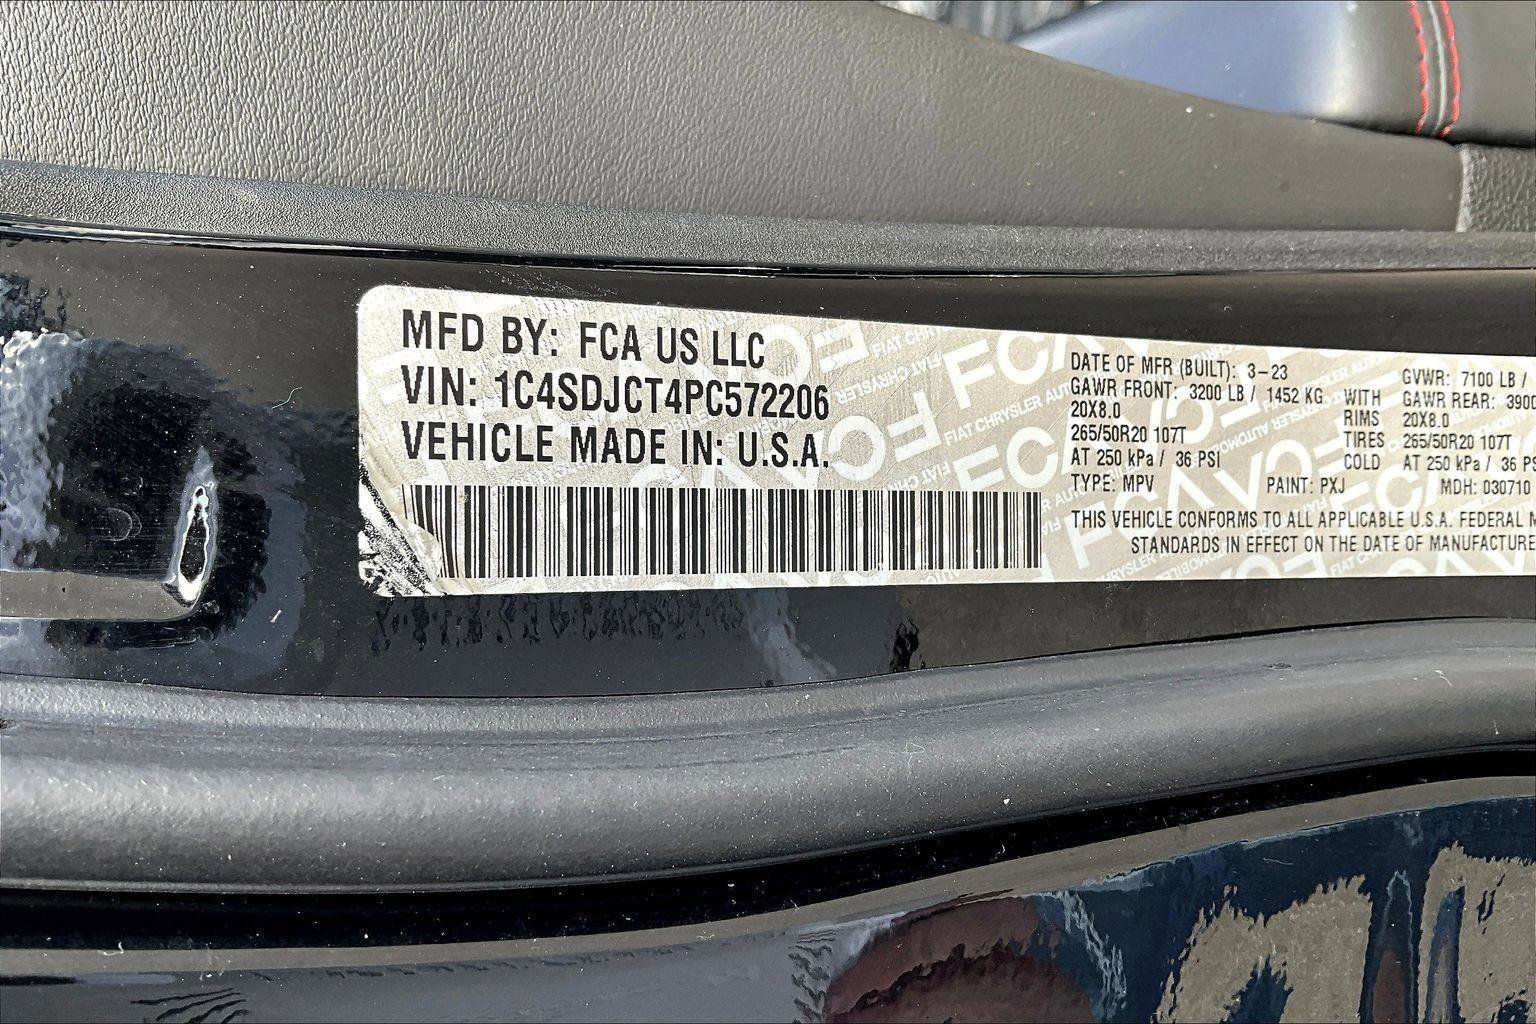 MFD BY: FCA US LLC
VIN: 1C4SDJCT4PC572206
VEHICLE MADE IN: U.S.A.
DATE OF MFR (BUILT): 3-23 GVWR: 7100 LB /
GAWR FRONT: 3200 LB / 1452 KG WITH GAWR REAR: 3900
20X8.0 RIMS 20X8.0
265/50R20 107T TIRES 265/50R20 107T
AT 250 kPa / 36 PSI COLD AT 250 kPa / 36
TYPE: MPV PAINT: PXJ MDH: 030710
THIS VEHICLE CONFORMS TO ALL APPLICABLE U.S.A. FEDERAL
STANDARDS IN EFFECT ON THE DATE OF MANUFACTURE